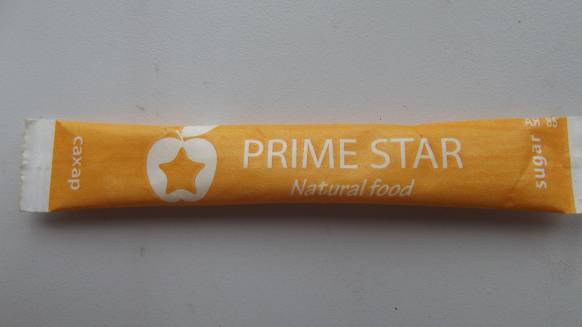 сахар
PRIME STAR
Natural food
sugar